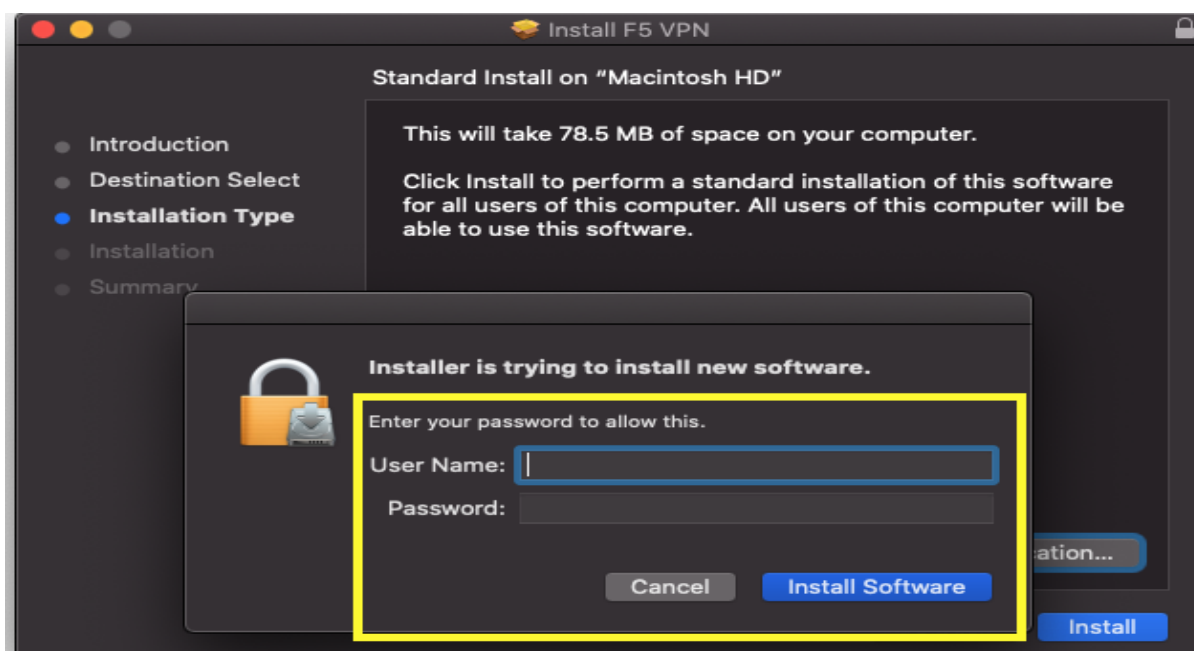 Install F5 VPN
Standard Install on “Macintosh HD”
Introduction
Destination Select
Installation Type
Installation
Summary
This will take 78.5 MB of space on your computer.
Click Install to perform a standard installation of this software
for all users of this computer. All users of this computer will be
able to use this software.
Installer is trying to install new software.
Enter your password to allow this.
User Name:
Password:
Cancel
Install Software
Install